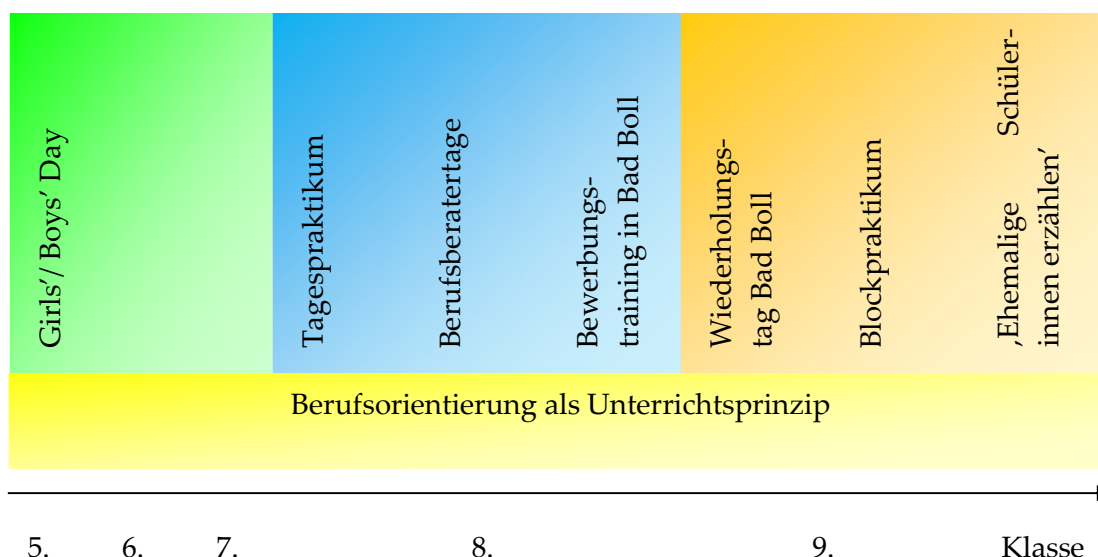 Girls’/ Boys’ Day
Tagespraktikum
Berufsberatertage
Bewerbungs-
training in Bad Boll
Wiederholungs-
tag Bad Boll
Blockpraktikum
‚Ehemalige Schüler-
innen erzählen’
Berufsorientierung als Unterrichtsprinzip
5. 6. 7. 8. 9. Klasse